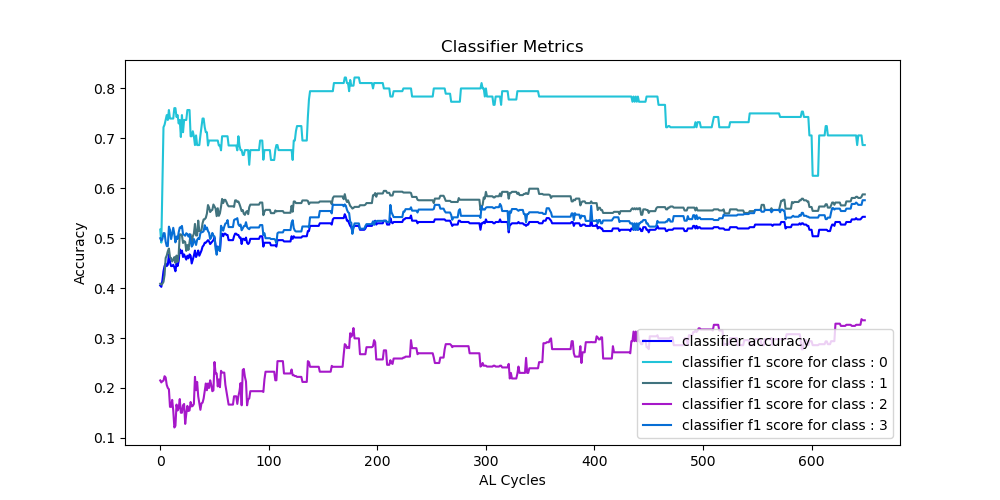 Classifier Metrics
Accuracy
0.8
0.7
0.6
0.5
0.4
0.3
0.2
0.1
0 100 200 300 400 500 600
AL Cycles
classifier accuracy
classifier f1 score for class : 0
classifier f1 score for class : 1
classifier f1 score for class : 2
classifier f1 score for class : 3